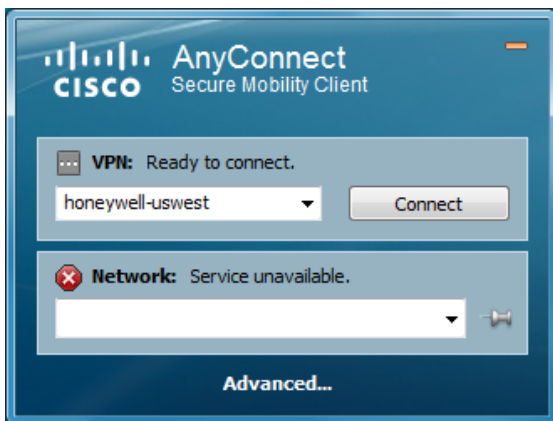 CISCO
AnyConnect
Secure Mobility Client
VPN: Ready to connect.
honeywell-uswest
Connect
Network: Service unavailable.
Advanced...